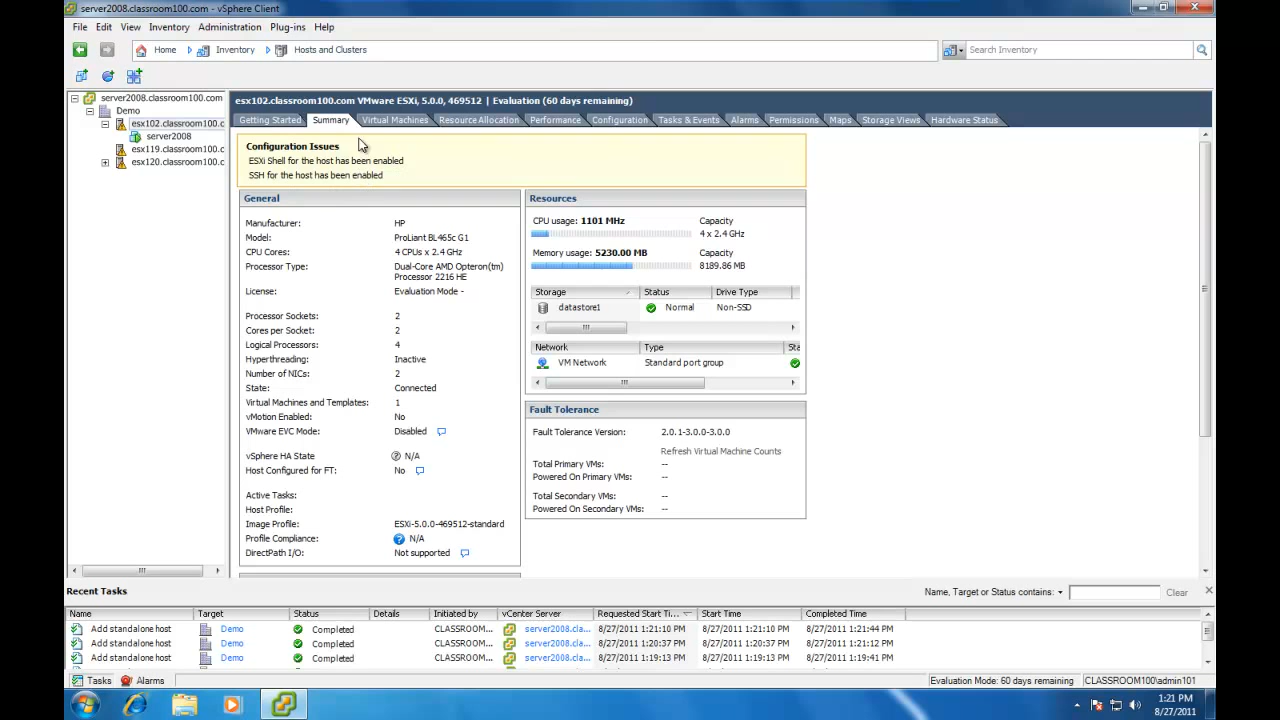 server2008.classroom100.com - vSphere Client
File Edit View Inventory Administration Plug-ins Help
Home Inventory Hosts and Clusters Search Inventory
server2008.classroom100.com
Demo
esx102.classroom100.c
server2008
esx119.classroom100.c
esx120.classroom100.c
esx102.classroom100.com VMware ESXi, 5.0.0, 469512 | Evaluation (60 days remaining)
Getting Started Summary Virtual Machines Resource Allocation Performance Configuration Tasks & Events Alarms Permissions Maps Storage Views Hardware Status
Configuration Issues
ESXi Shell for the host has been enabled
SSH for the host has been enabled
General
Manufacturer: HP
Model: ProLiant BL465c G1
CPU Cores: 4 CPUs x 2.4 GHz
Processor Type: Dual-Core AMD Opteron(tm)
Processor 2216 HE
License: Evaluation Mode -
Processor Sockets: 2
Cores per Socket: 2
Logical Processors: 4
Hyperthreading: Inactive
Number of NICs: 2
State: Connected
Virtual Machines and Templates: 1
vMotion Enabled: No
VMware EVC Mode: Disabled
vSphere HA State N/A
Host Configured for FT: No
Active Tasks:
Host Profile:
Image Profile: ESXi-5.0.0-469512-standard
Profile Compliance: N/A
DirectPath I/O: Not supported
Resources
CPU usage: 1101 MHz Capacity
4 x 2.4 GHz
Memory usage: 5230.00 MB Capacity
8189.86 MB
Storage Status Drive Type
datastore1 Normal Non-SSD
Network Type Sta
VM Network Standard port group
Fault Tolerance
Fault Tolerance Version: 2.0.1-3.0.0-3.0.0
Refresh Virtual Machine Counts
Total Primary VMs: --
Powered On Primary VMs: --
Total Secondary VMs: --
Powered On Secondary VMs: --
Recent Tasks Name, Target or Status contains: Clear
Name Target Status Details Initiated by vCenter Server Requested Start Ti... Start Time Completed Time
Add standalone host Demo Completed CLASSROOM... server2008.cla... 8/27/2011 1:21:10 PM 8/27/2011 1:21:10 PM 8/27/2011 1:21:44 PM
Add standalone host Demo Completed CLASSROOM... server2008.cla... 8/27/2011 1:20:37 PM 8/27/2011 1:20:37 PM 8/27/2011 1:21:12 PM
Add standalone host Demo Completed CLASSROOM... server2008.cla... 8/27/2011 1:19:13 PM 8/27/2011 1:19:13 PM 8/27/2011 1:19:41 PM
Tasks Alarms Evaluation Mode: 60 days remaining CLASSROOM100\admin101
1:21 PM
8/27/2011